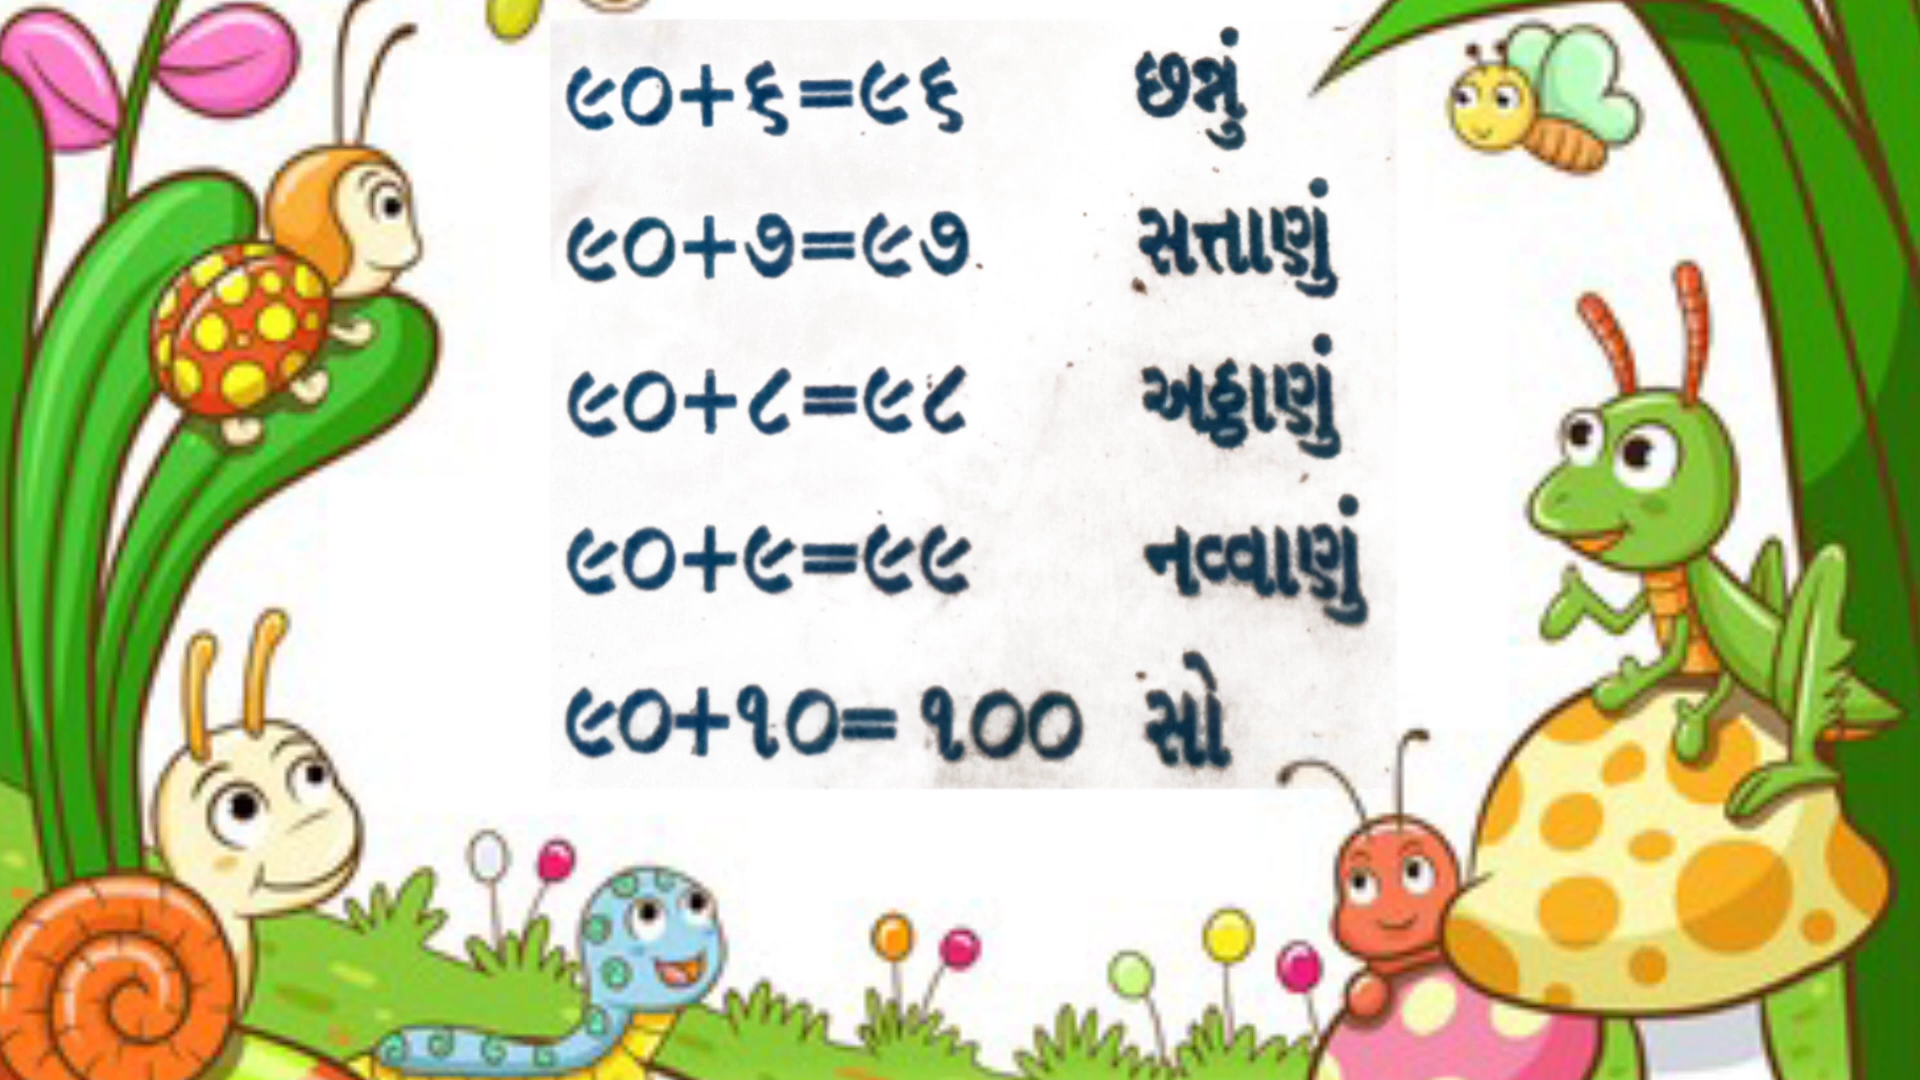 ૯૦+૬=૯૬ છન્નું
૯૦+૭=૯૭ સત્તાણું
૯૦+૮=૯૮ અઠ્ઠાણું
૯૦+૯=૯૯ નવ્વાણું
૯૦+૧૦= ૧૦૦ સો